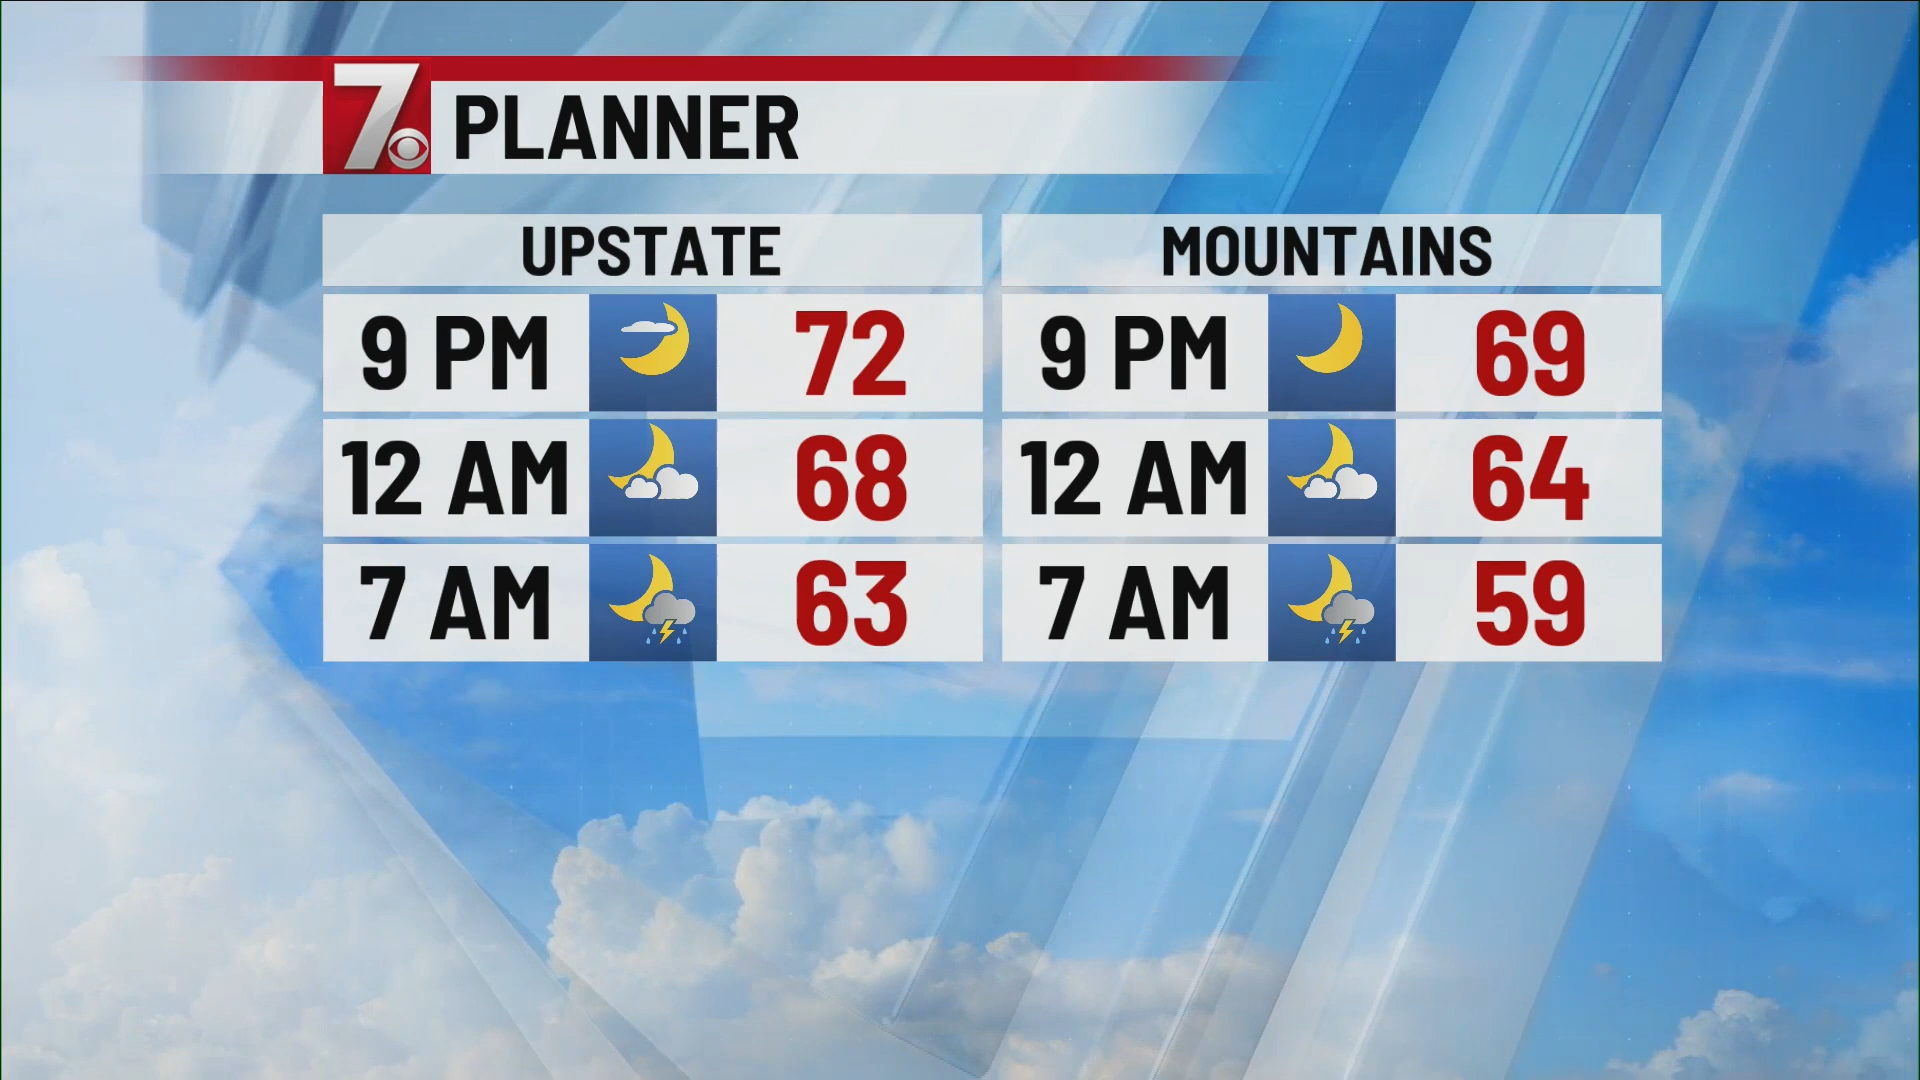 7 PLANNER
UPSTATE
9 PM 72
12 AM 68
7 AM 63
MOUNTAINS
9 PM 69
12 AM 64
7 AM 59